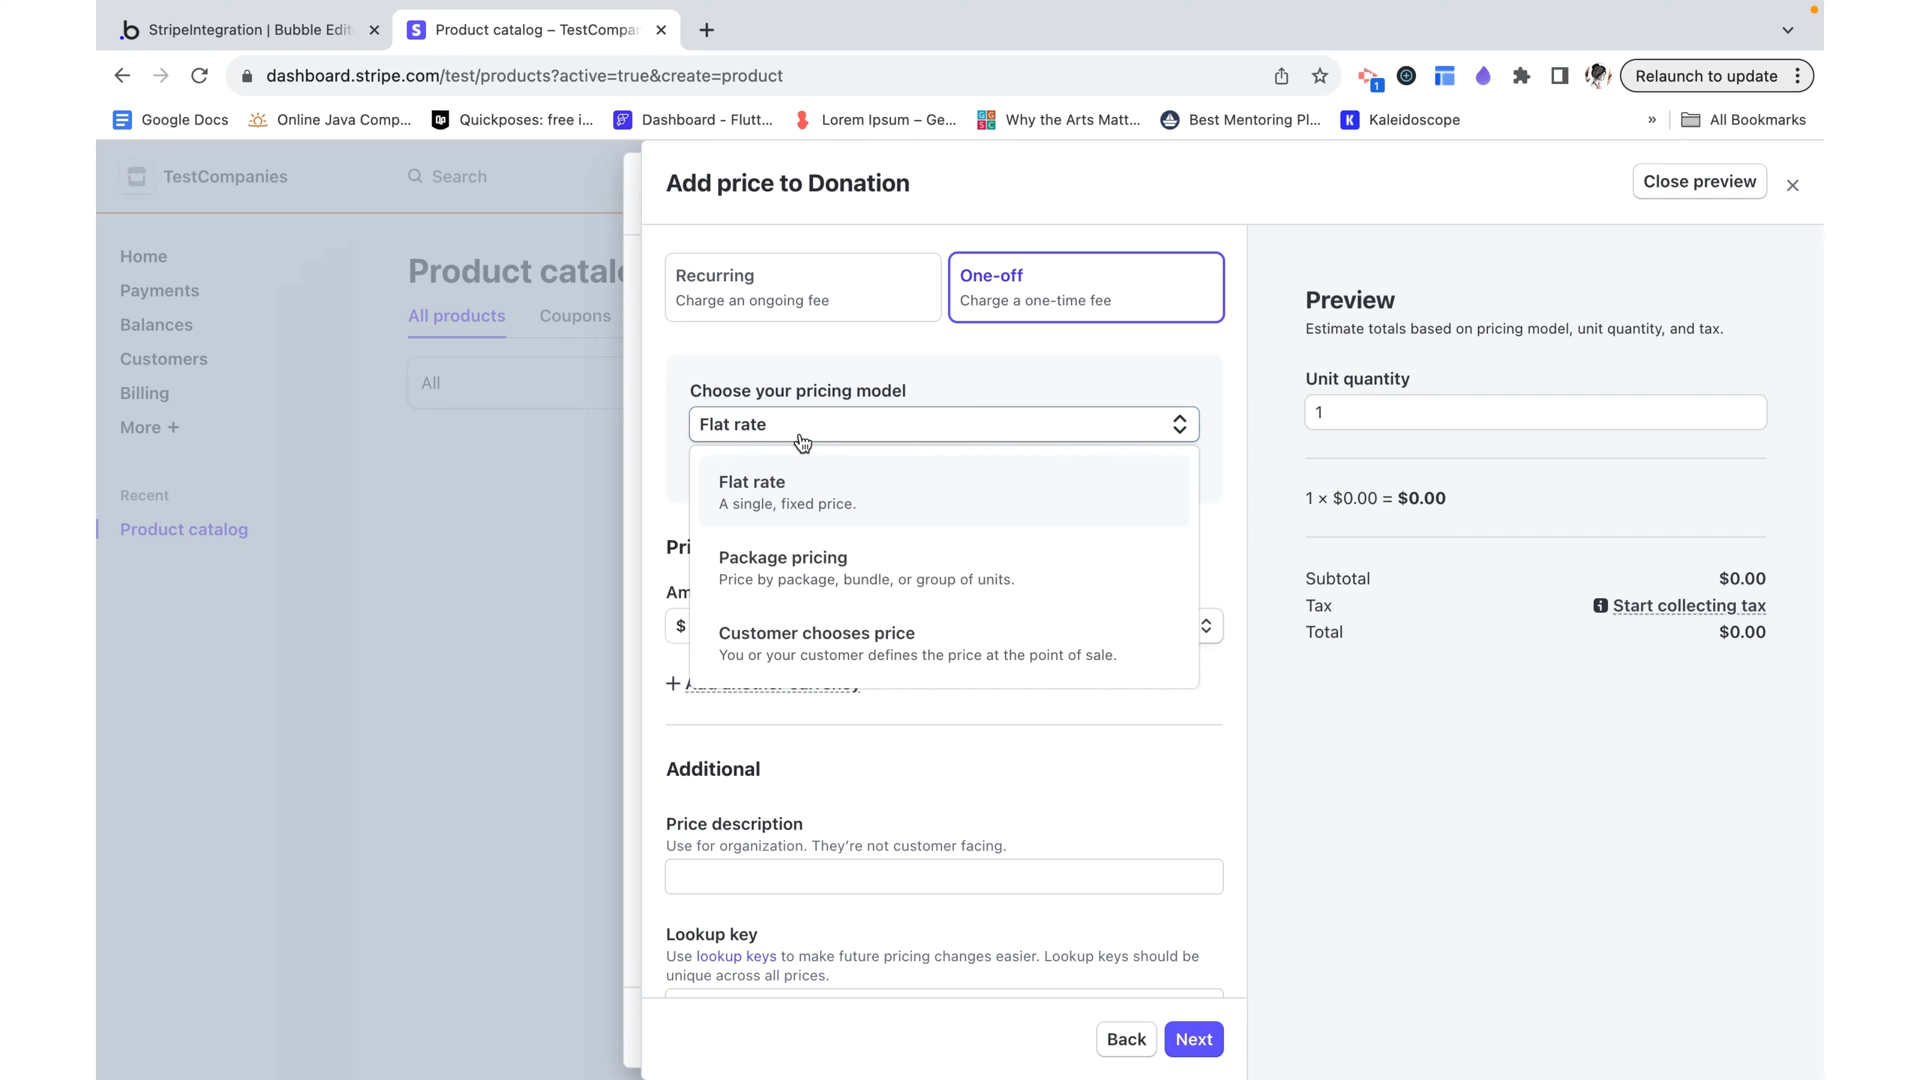 StripeIntegration | Bubble Edit
Product catalog – TestCompa
dashboard.stripe.com/test/products?active=true&create=product
1
Relaunch to update
Google Docs
Online Java Comp...
Quickposes: free i...
Dashboard - Flutt...
Lorem Ipsum – Ge...
Why the Arts Matt...
Best Mentoring Pl...
Kaleidoscope
»
All Bookmarks
TestCompanies
Search
Home
Payments
Balances
Customers
Billing
More +
Recent
Product catalog
Product catal
All products
Coupons
All
Add price to Donation
Close preview
Recurring
Charge an ongoing fee
One-off
Charge a one-time fee
Choose your pricing model
Flat rate
Flat rate
A single, fixed price.
Package pricing
Price by package, bundle, or group of units.
Customer chooses price
You or your customer defines the price at the point of sale.
Pri
Am
$
+ Add another currency
Additional
Price description
Use for organization. They're not customer facing.
Lookup key
Use lookup keys to make future pricing changes easier. Lookup keys should be
unique across all prices.
Back
Next
Preview
Estimate totals based on pricing model, unit quantity, and tax.
Unit quantity
1
1 × $0.00 = $0.00
Subtotal $0.00
Tax Start collecting tax
Total $0.00